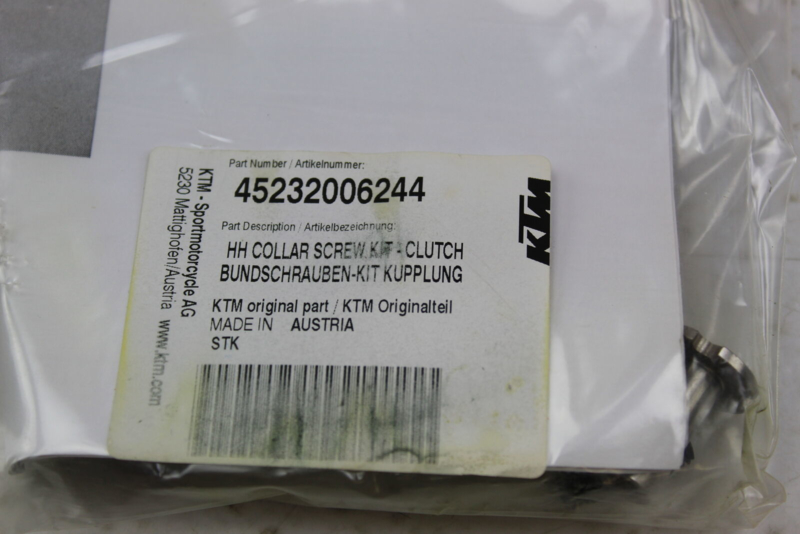 Part Number / Artikelnummer:
45232006244
Part Description / Artikelbezeichnung:
HH COLLAR SCREW KIT - CLUTCH
BUNDSCHRAUBEN-KIT KUPPLUNG
KTM original part / KTM Originalteil
MADE IN AUSTRIA
STK
KTM - Sportmotorcycle AG
5230 Mattighofen/Austria www.ktm.com
KTM